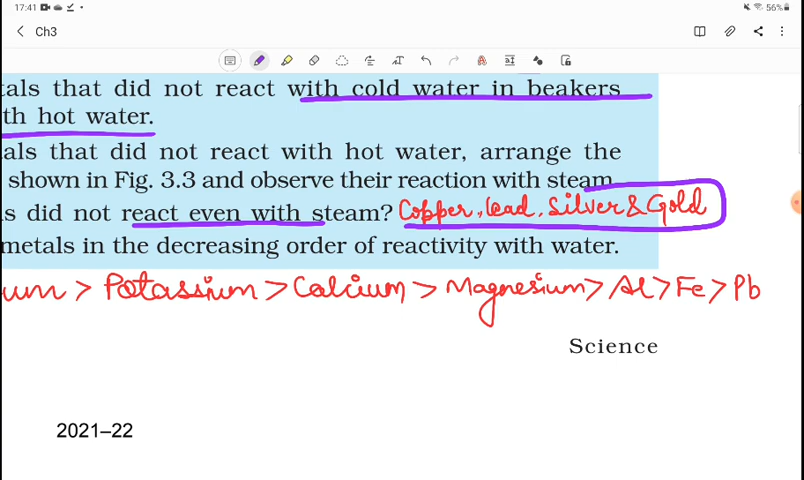 17:41 56%
Ch3
tals that did not react with cold water in beakers
th hot water.
als that did not react with hot water, arrange the
shown in Fig. 3.3 and observe their reaction with steam
s did not react even with steam? Copper, Lead, Silver & Gold
metals in the decreasing order of reactivity with water.
um > Potassium > Calcium > Magnesium > Al > Fe > Pb
Science
2021–22